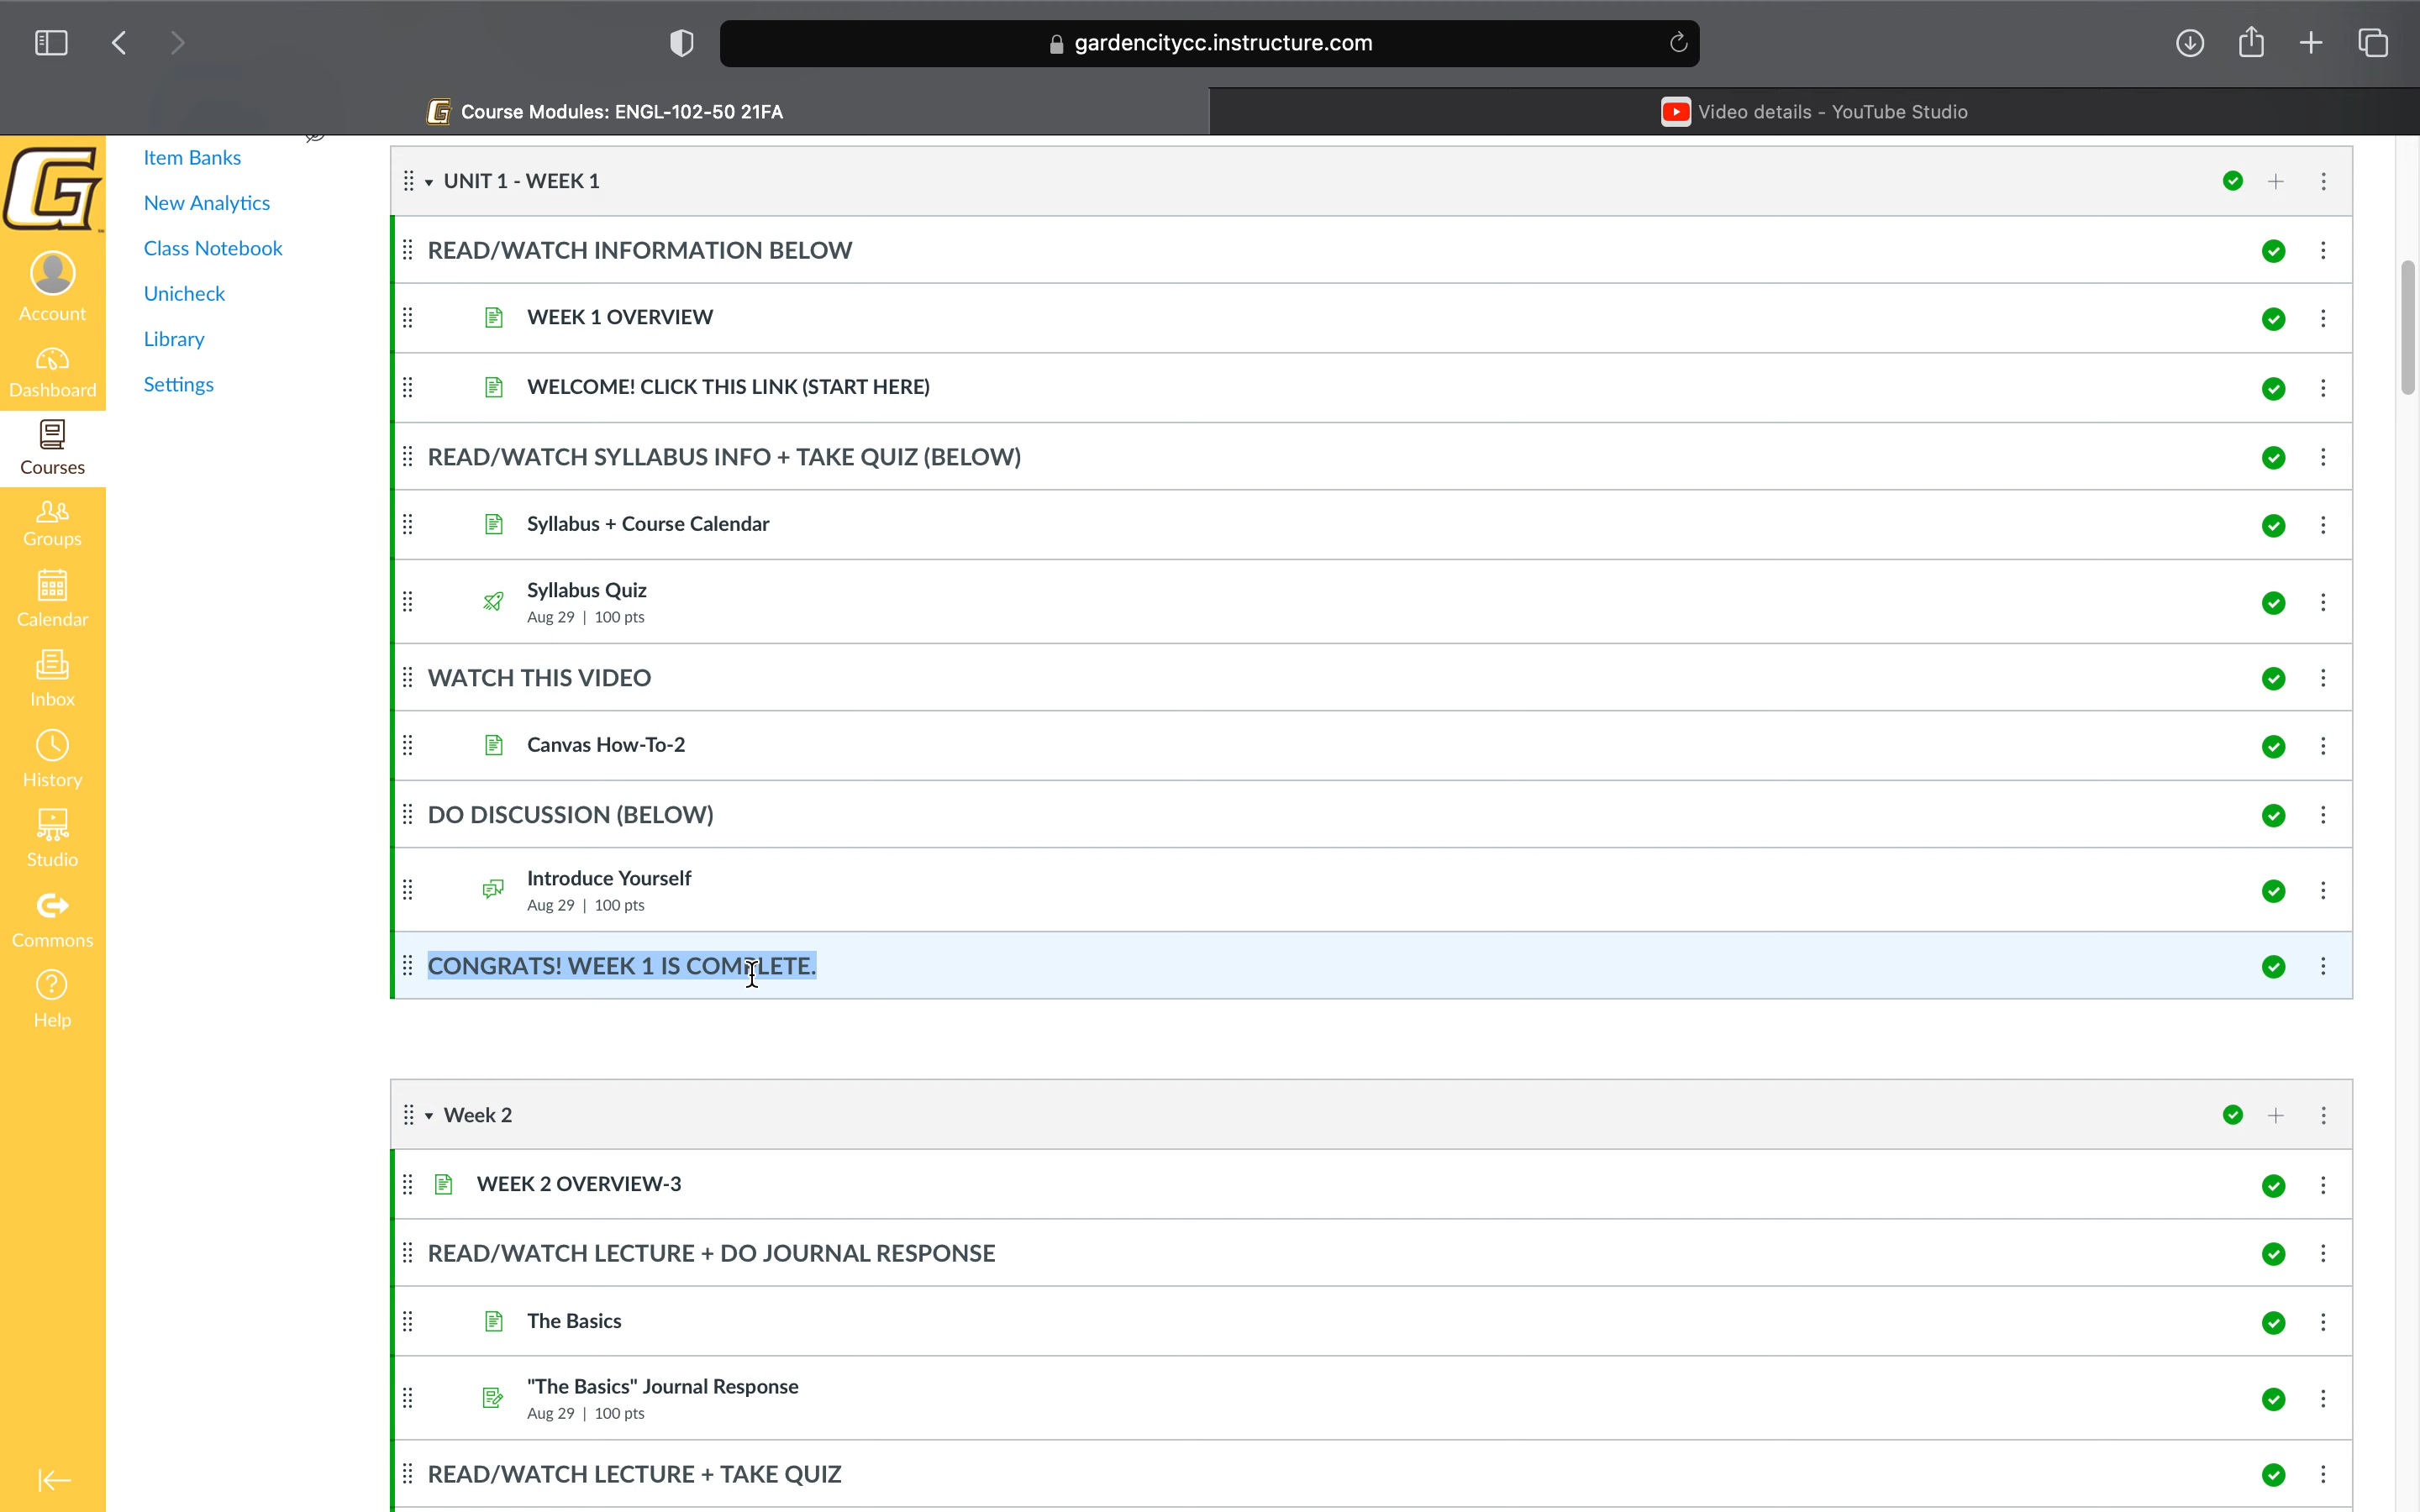 gardencitycc.instructure.com
Course Modules: ENGL-102-50 21FA
Video details - YouTube Studio
G
Account
Dashboard
Courses
Groups
Calendar
Inbox
History
Studio
Commons
Help
Item Banks
New Analytics
Class Notebook
Unicheck
Library
Settings
UNIT 1 - WEEK 1
READ/WATCH INFORMATION BELOW
WEEK 1 OVERVIEW
WELCOME! CLICK THIS LINK (START HERE)
READ/WATCH SYLLABUS INFO + TAKE QUIZ (BELOW)
Syllabus + Course Calendar
Syllabus Quiz
Aug 29 | 100 pts
WATCH THIS VIDEO
Canvas How-To-2
DO DISCUSSION (BELOW)
Introduce Yourself
Aug 29 | 100 pts
CONGRATS! WEEK 1 IS COMPLETE.
Week 2
WEEK 2 OVERVIEW-3
READ/WATCH LECTURE + DO JOURNAL RESPONSE
The Basics
"The Basics" Journal Response
Aug 29 | 100 pts
READ/WATCH LECTURE + TAKE QUIZ